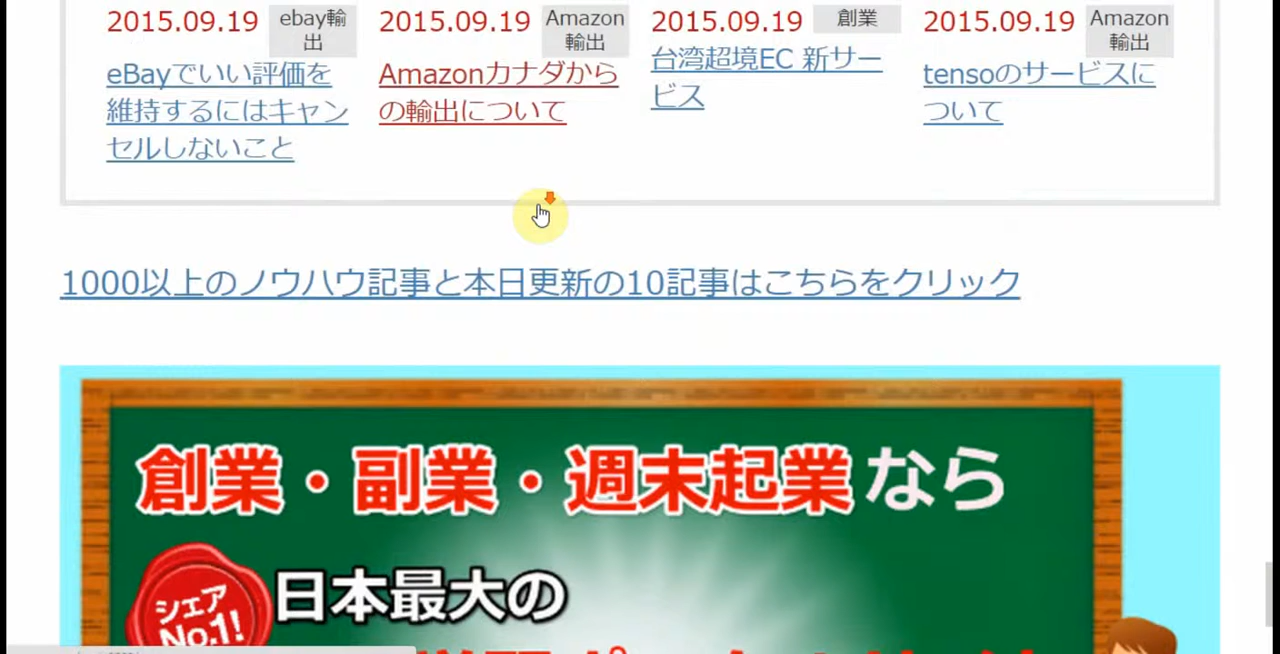 2015.09.19 ebay輸
出
eBayでいい評価を
維持するにはキャン
セルしないこと
2015.09.19 Amazon
輸出
Amazonカナダから
の輸出について
2015.09.19 創業
台湾超境EC 新サー
ビス
2015.09.19 Amazon
輸出
tensoのサービスに
ついて
1000以上のノウハウ記事と本日更新の10記事はこちらをクリック
創業・副業・週末起業なら
シェア
No.1!
日本最大の